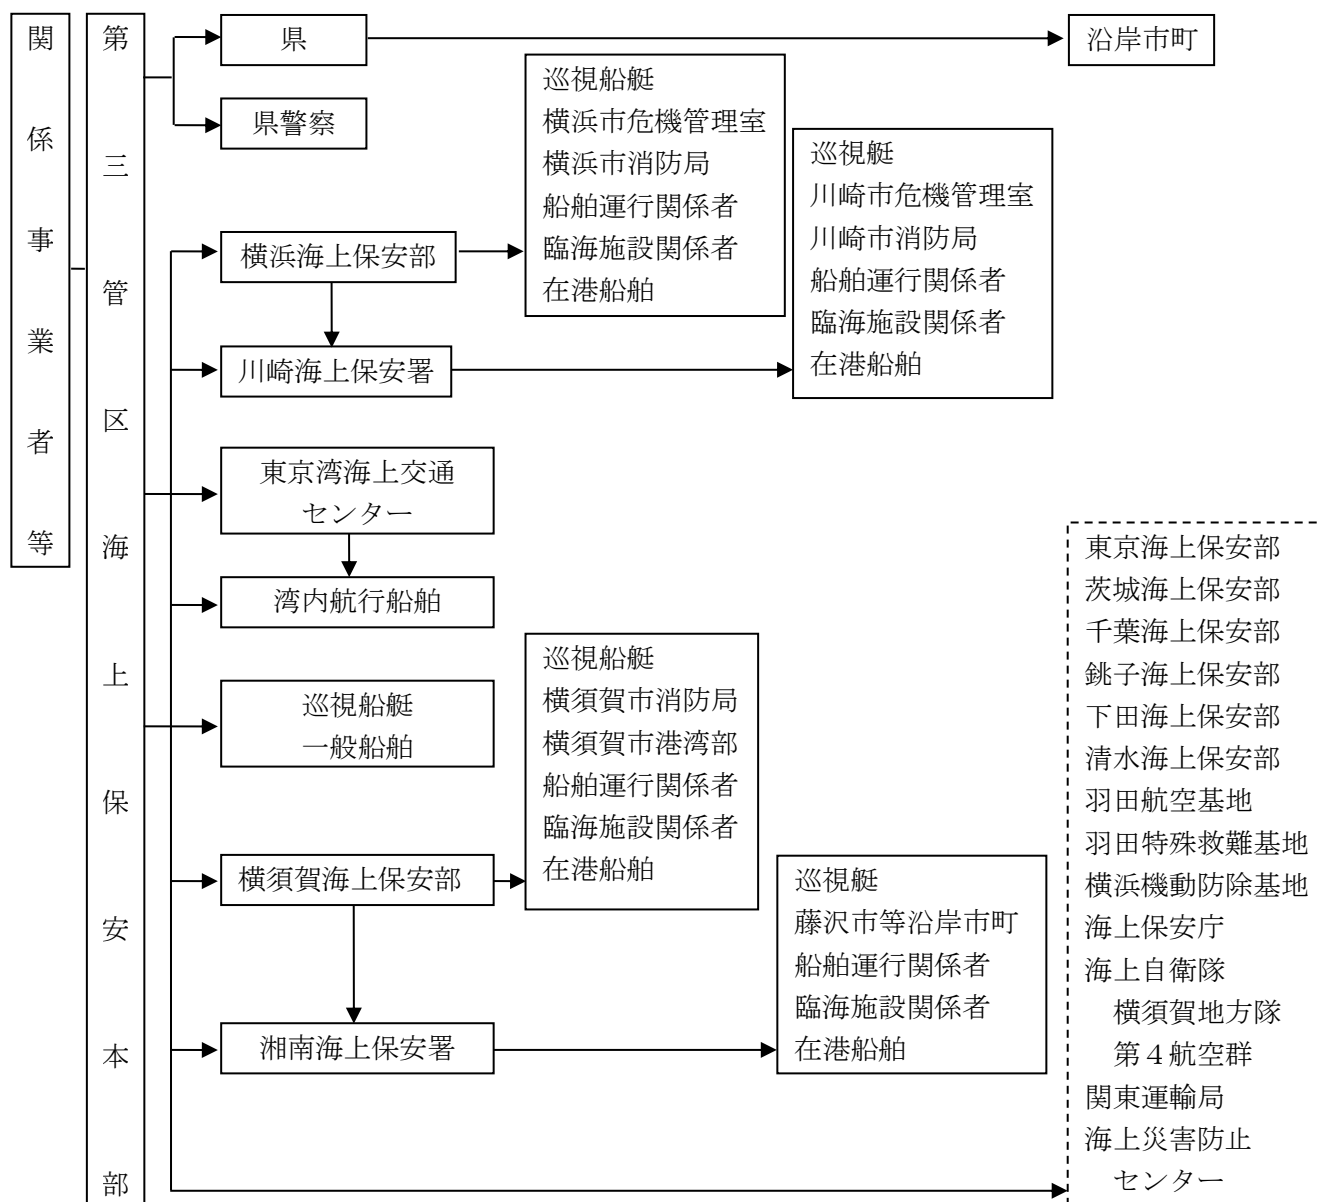 関係事業者等
第三管区海上保安本部
県
沿岸市町
県警察
横浜海上保安部
巡視船艇
横浜市危機管理室
横浜市消防局
船舶運行関係者
臨海施設関係者
在港船舶
川崎海上保安署
巡視艇
川崎市危機管理室
川崎市消防局
船舶運行関係者
臨海施設関係者
在港船舶
東京湾海上交通
センター
湾内航行船舶
巡視船艇
一般船舶
横須賀海上保安部
巡視船艇
横須賀市消防局
横須賀市港湾部
船舶運行関係者
臨海施設関係者
在港船舶
湘南海上保安署
巡視艇
藤沢市等沿岸市町
船舶運行関係者
臨海施設関係者
在港船舶
東京海上保安部
茨城海上保安部
千葉海上保安部
銚子海上保安部
下田海上保安部
清水海上保安部
羽田航空基地
羽田特殊救難基地
横浜機動防除基地
海上保安庁
海上自衛隊
横須賀地方隊
第４航空群
関東運輸局
海上災害防止
センター